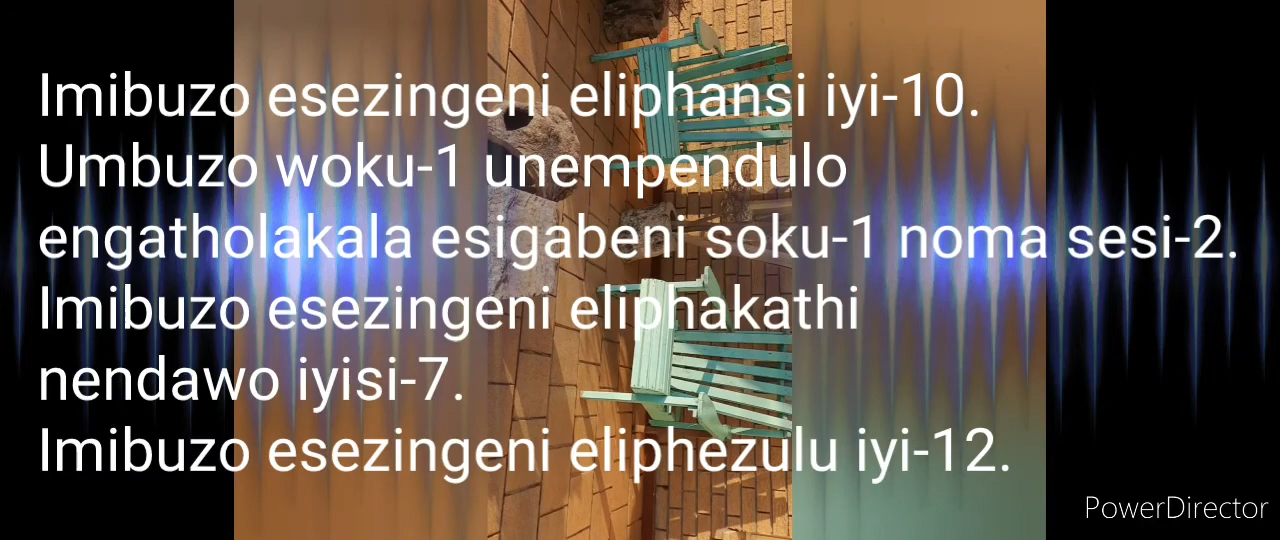 Imibuzo esezingeni eliphansi iyi-10.
Umbuzo woku-1 unempendulo
engatholakala esigabeni soku-1 noma sesi-2.
Imibuzo esezingeni eliphakathi
nendawo iyisi-7.
Imibuzo esezingeni eliphezulu iyi-12.
PowerDirector